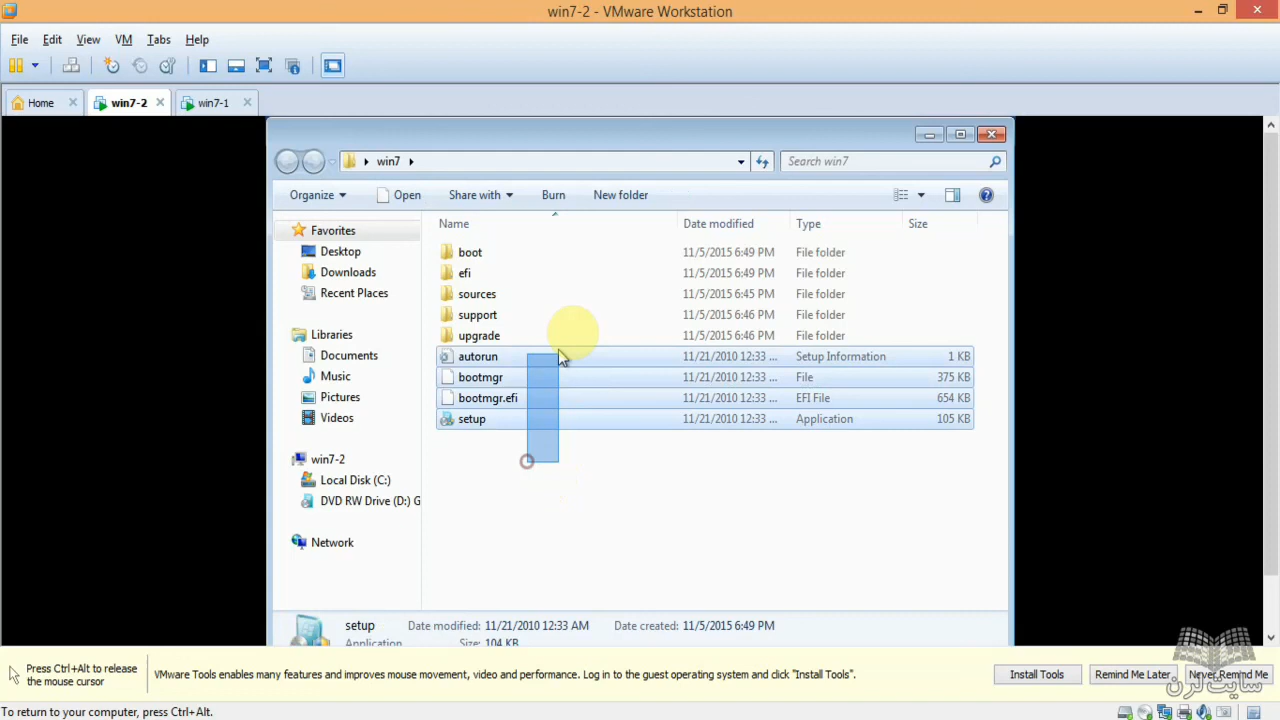 win7-2 - VMware Workstation
File Edit View VM Tabs Help
Home win7-2 win7-1
win7
Search win7
Organize Open Share with Burn New folder
Name Date modified Type Size
Favorites
Desktop
Downloads
Recent Places
Libraries
Documents
Music
Pictures
Videos
win7-2
Local Disk (C:)
DVD RW Drive (D:) G
Network
boot 11/5/2015 6:49 PM File folder
efi 11/5/2015 6:49 PM File folder
sources 11/5/2015 6:45 PM File folder
support 11/5/2015 6:46 PM File folder
upgrade 11/5/2015 6:46 PM File folder
autorun 11/21/2010 12:33 ... Setup Information 1 KB
bootmgr 11/21/2010 12:33 ... File 375 KB
bootmgr.efi 11/21/2010 12:33 ... EFI File 654 KB
setup 11/21/2010 12:33 ... Application 105 KB
setup Date modified: 11/21/2010 12:33 AM Date created: 11/5/2015 6:49 PM
Application Size: 104 KB
Press Ctrl+Alt to release
the mouse cursor
VMware Tools enables many features and improves mouse movement, video and performance. Log in to the guest operating system and click "Install Tools".
Install Tools Remind Me Later Never Remind Me
سایت لرن
To return to your computer, press Ctrl+Alt.